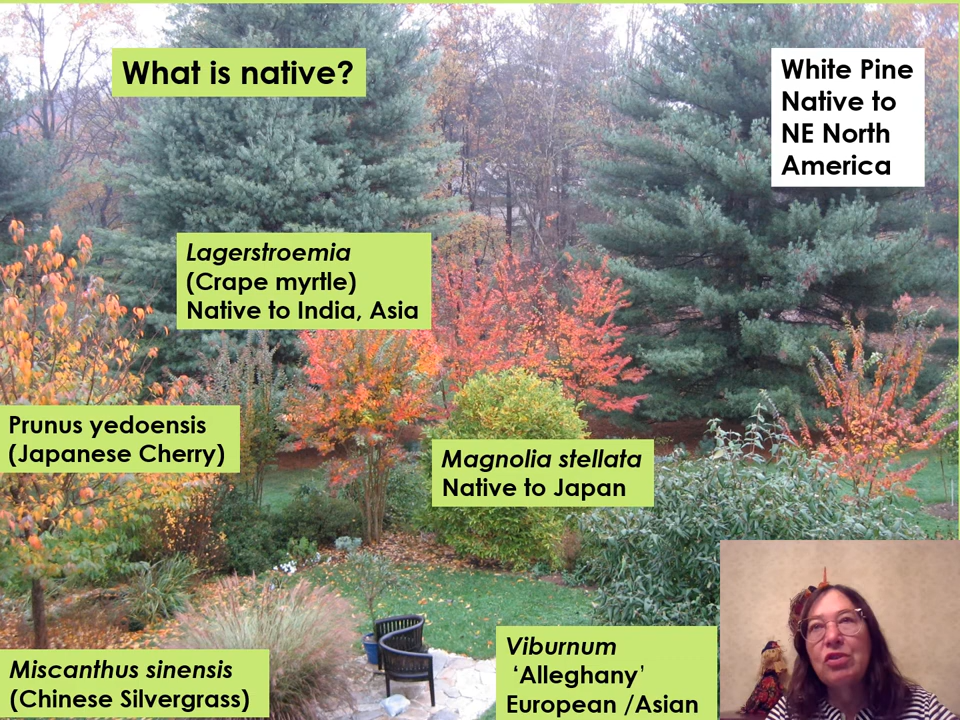 What is native?
White Pine
Native to
NE North
America
Lagerstroemia
(Crape myrtle)
Native to India, Asia
Prunus yedoensis
(Japanese Cherry)
Magnolia stellata
Native to Japan
Miscanthus sinensis
(Chinese Silvergrass)
Viburnum
‘Alleghany’
European /Asian